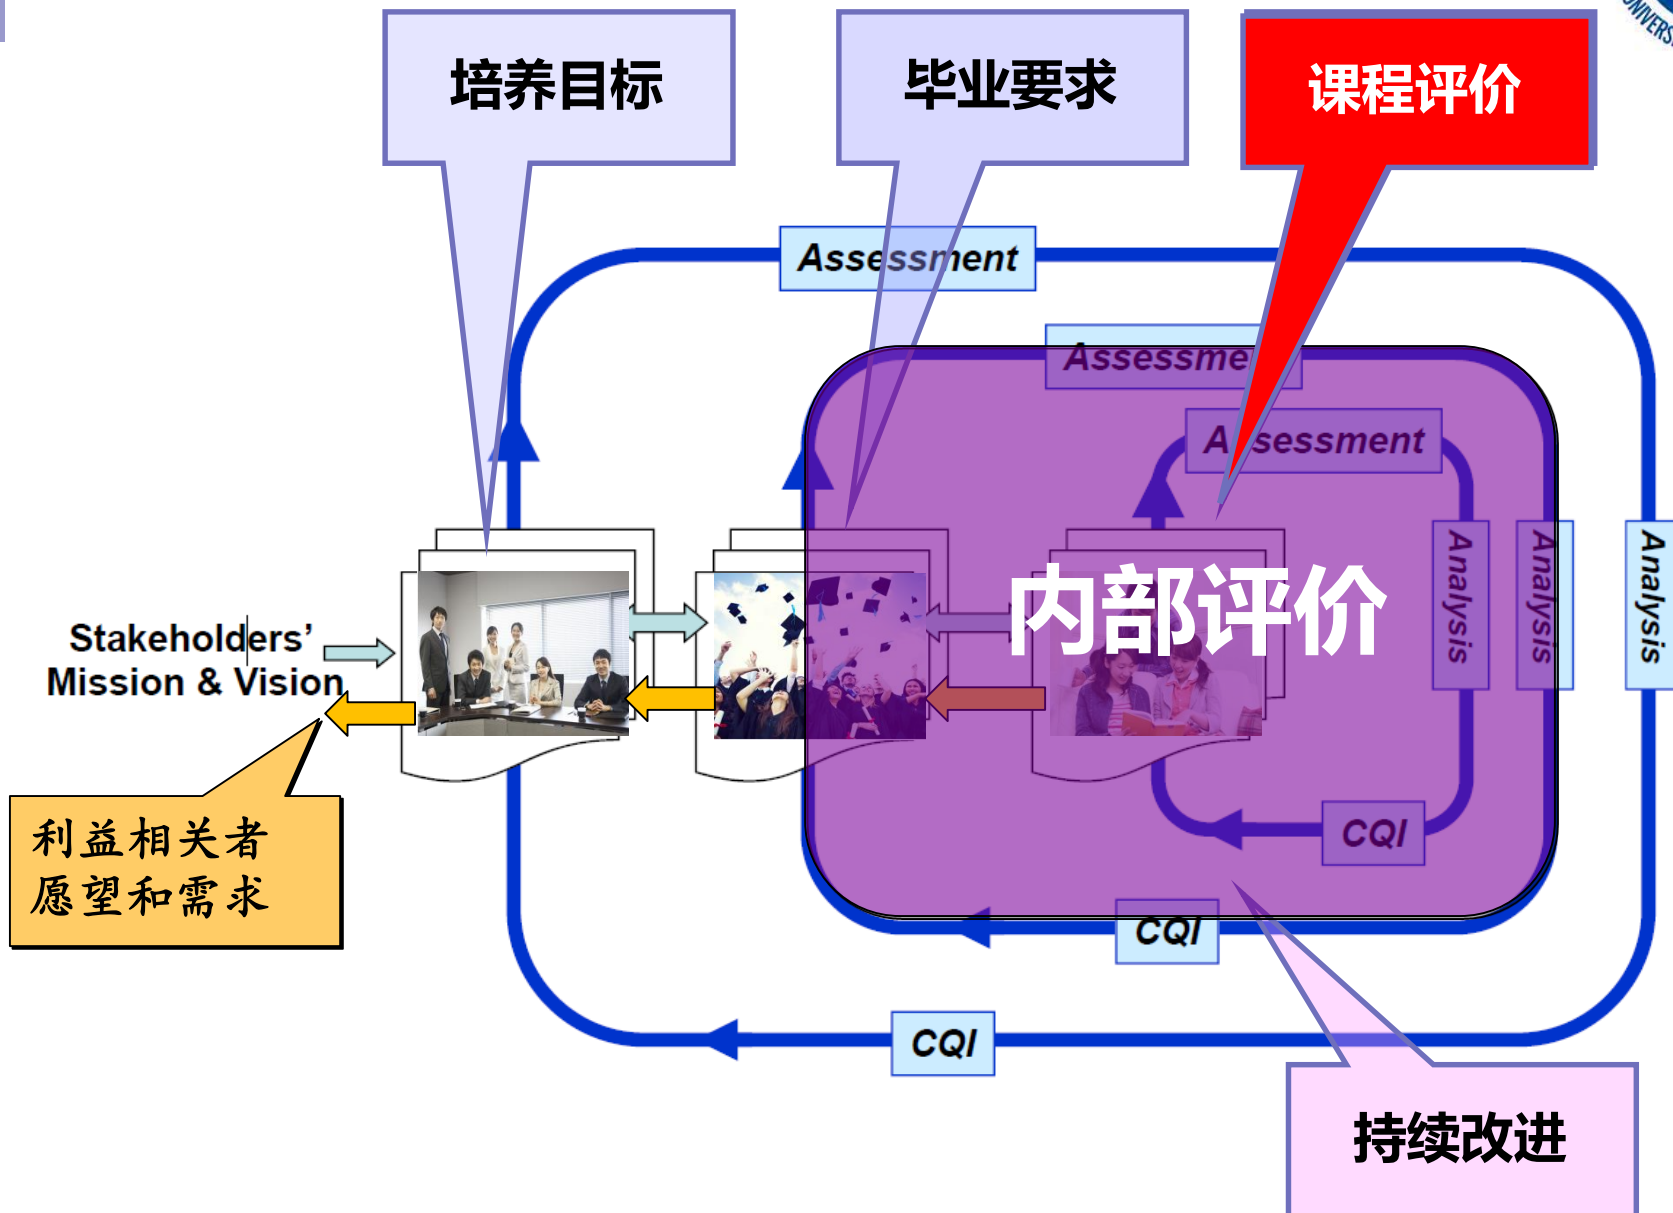 培养目标
毕业要求
课程评价
Assessment
Assessment
Analysis
Analysis
Analysis
内部评价
Stakeholders’
Mission & Vision
利益相关者
愿望和需求
CQI
CQI
CQI
持续改进